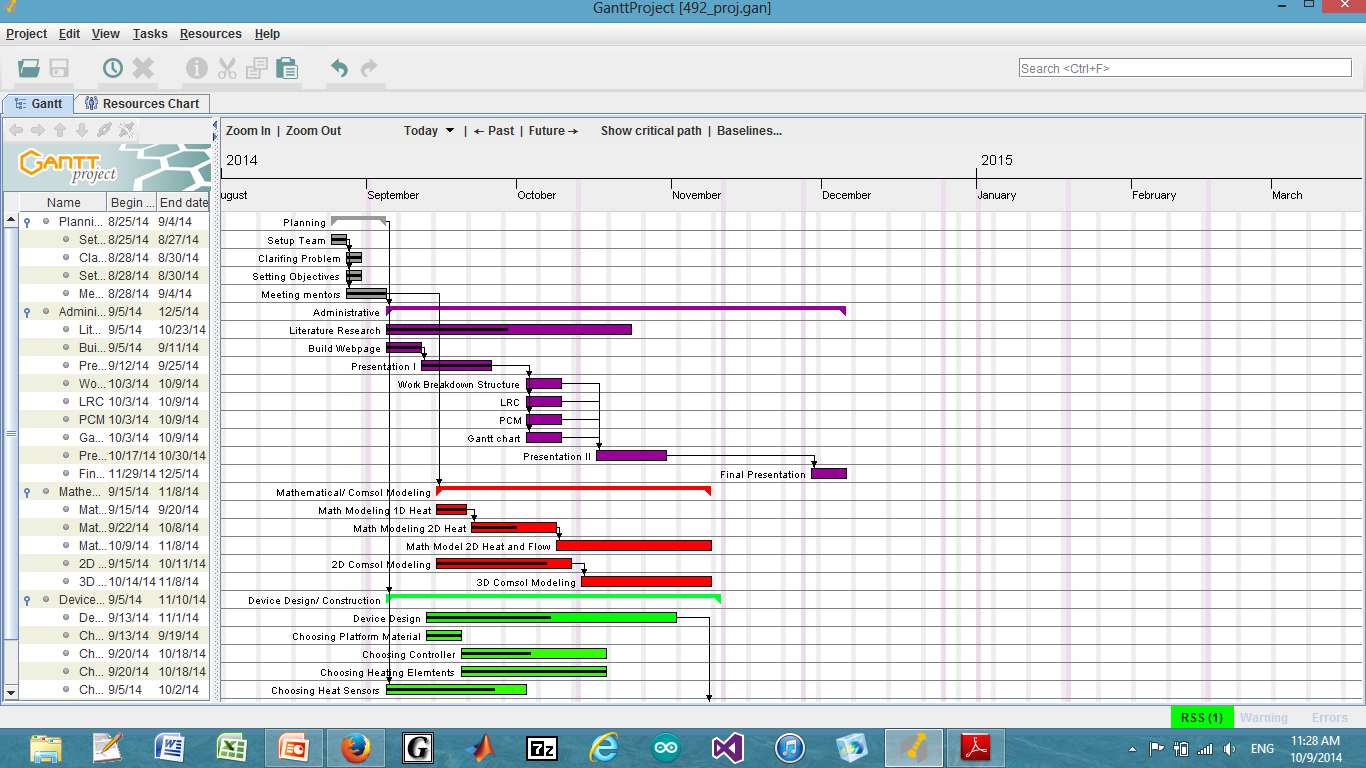 GanttProject [492_proj.gan]
Project Edit View Tasks Resources Help
Search <Ctrl+F>
Gantt Resources Chart
Zoom In | Zoom Out Today | ← Past | Future → Show critical path | Baselines...
GANTT project
2014 2015
ugust September October November December January February March
Name Begin ... End date
Planni... 8/25/14 9/4/14 Planning
Set... 8/25/14 8/27/14 Setup Team
Cla... 8/28/14 8/30/14 Clarifing Problem
Set... 8/28/14 8/30/14 Setting Objectives
Me... 8/28/14 9/4/14 Meeting mentors
Admini... 9/5/14 12/5/14 Administrative
Lit... 9/5/14 10/23/14 Literature Research
Bui... 9/5/14 9/11/14 Build Webpage
Pre... 9/12/14 9/25/14 Presentation I
Wo... 10/3/14 10/9/14 Work Breakdown Structure
LRC 10/3/14 10/9/14 LRC
PCM 10/3/14 10/9/14 PCM
Ga... 10/3/14 10/9/14 Gantt chart
Pre... 10/17/14 10/30/14 Presentation II
Fin... 11/29/14 12/5/14 Final Presentation
Mathe... 9/15/14 11/8/14 Mathematical/ Comsol Modeling
Mat... 9/15/14 9/20/14 Math Modeling 1D Heat
Mat... 9/22/14 10/8/14 Math Modeling 2D Heat
Mat... 10/9/14 11/8/14 Math Model 2D Heat and Flow
2D ... 9/15/14 10/11/14 2D Comsol Modeling
3D ... 10/14/14 11/8/14 3D Comsol Modeling
Device... 9/5/14 11/10/14 Device Design/ Construction
De... 9/13/14 11/1/14 Device Design
Ch... 9/13/14 9/19/14 Choosing Platform Material
Ch... 9/20/14 10/18/14 Choosing Controller
Ch... 9/20/14 10/18/14 Choosing Heating Elemtents
Ch... 9/5/14 10/2/14 Choosing Heat Sensors
RSS (1) Warning Errors
G 7z ENG 11:28 AM
10/9/2014